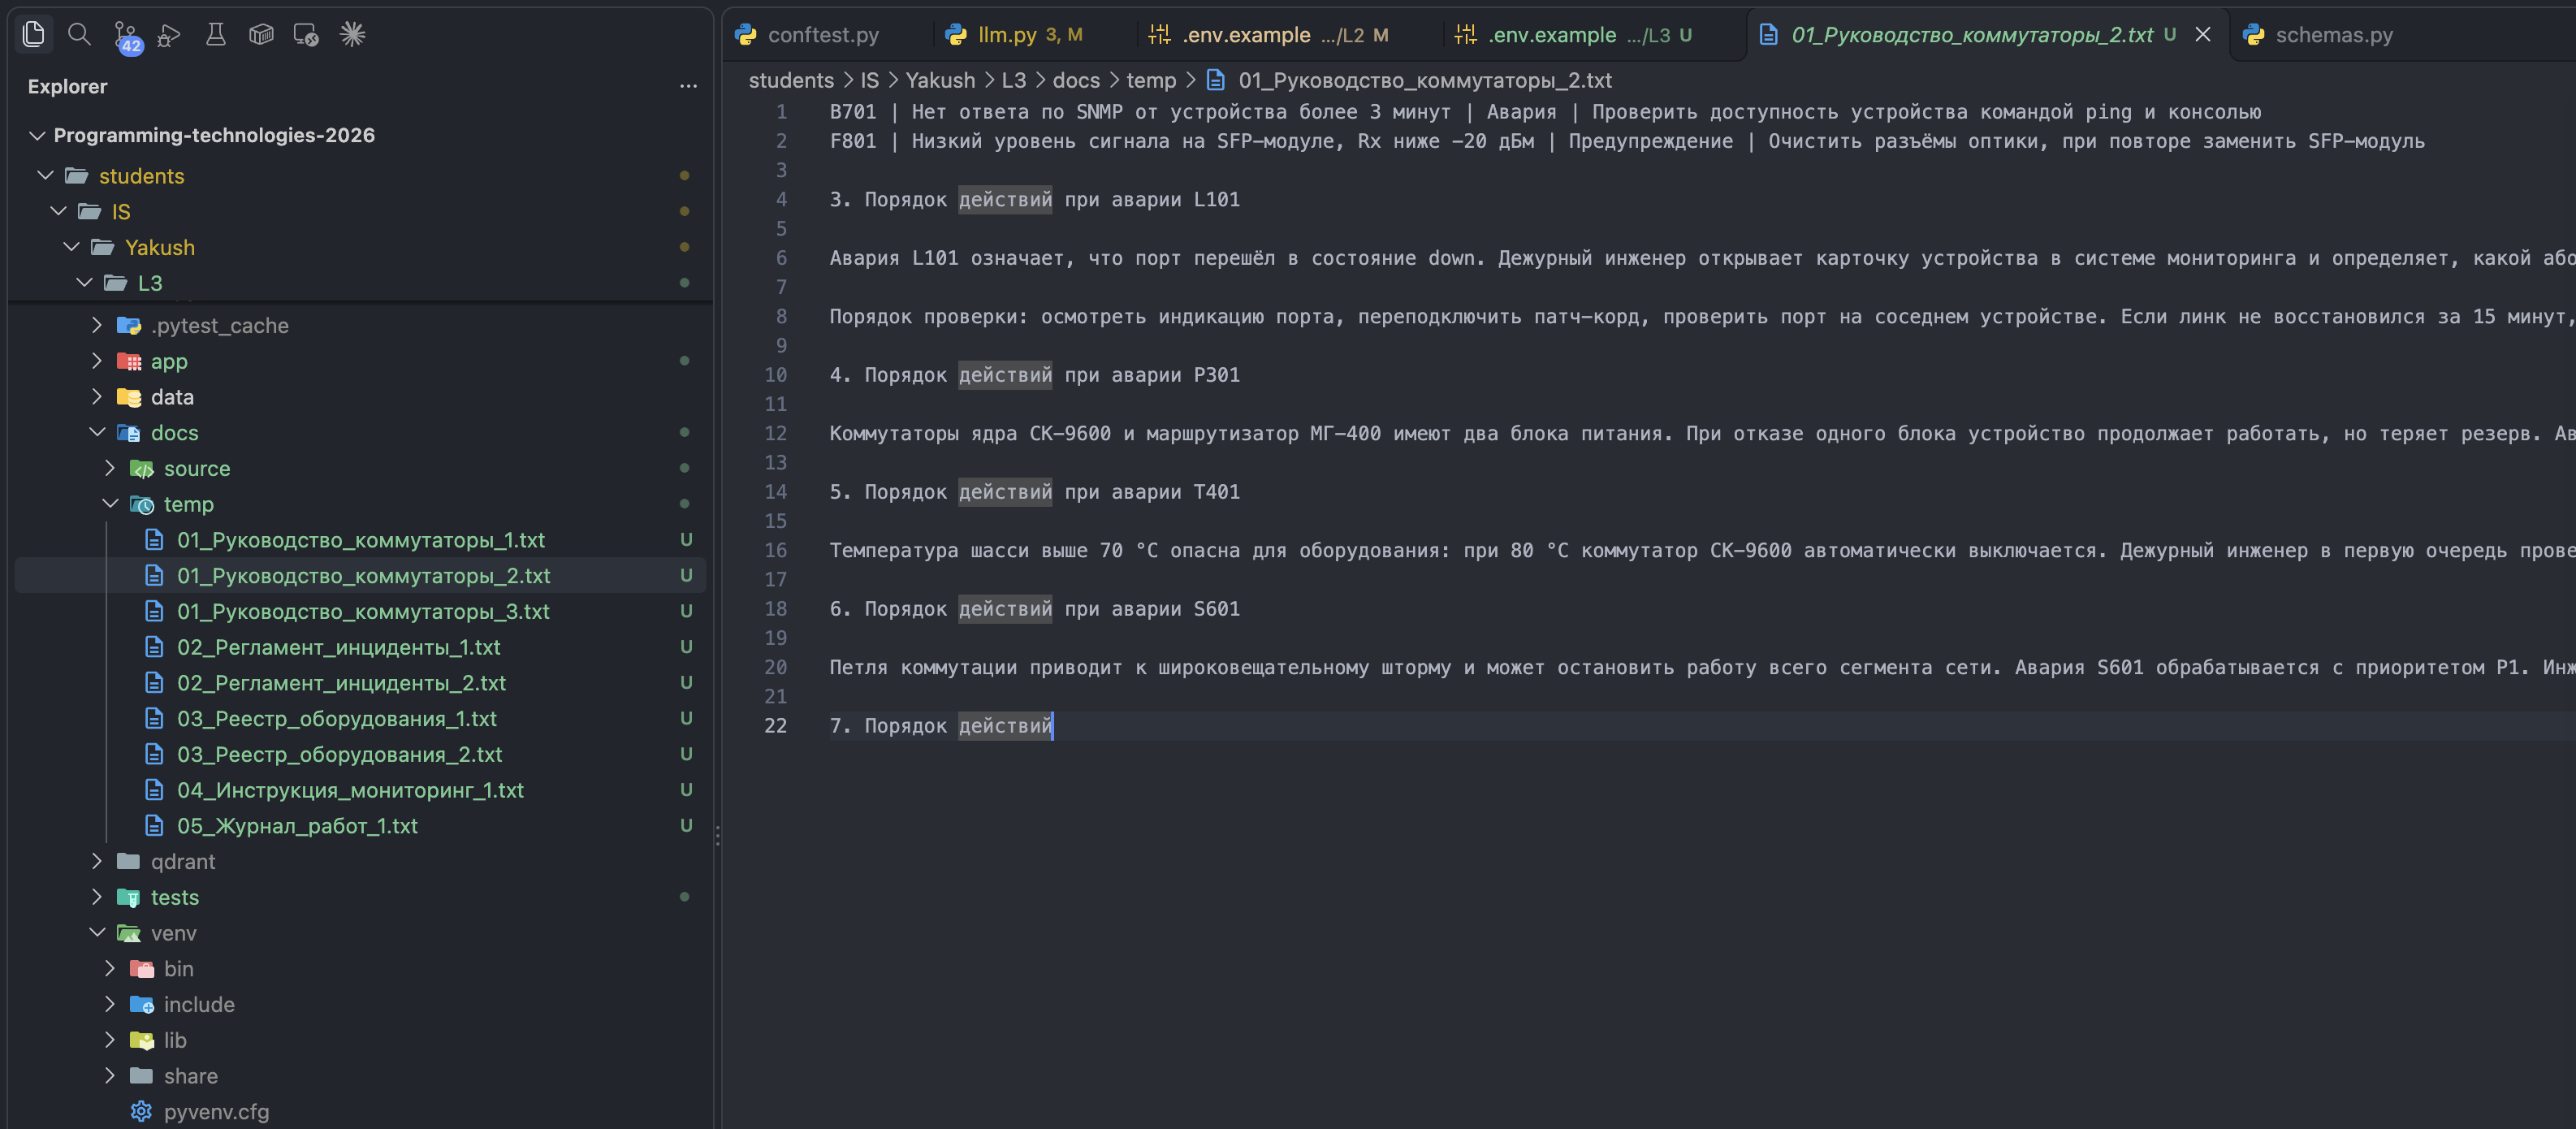 42
Explorer
Programming-technologies-2026
students
IS
Yakush
L3
.pytest_cache
app
data
docs
source
temp
01_Руководство_коммутаторы_1.txt U
01_Руководство_коммутаторы_2.txt U
01_Руководство_коммутаторы_3.txt U
02_Регламент_инциденты_1.txt U
02_Регламент_инциденты_2.txt U
03_Реестр_оборудования_1.txt U
03_Реестр_оборудования_2.txt U
04_Инструкция_мониторинг_1.txt U
05_Журнал_работ_1.txt U
qdrant
tests
venv
bin
include
lib
share
pyvenv.cfg
conftest.py llm.py 3, M .env.example .../L2 M .env.example .../L3 U 01_Руководство_коммутаторы_2.txt U schemas.py
students > IS > Yakush > L3 > docs > temp > 01_Руководство_коммутаторы_2.txt
1 B701 | Нет ответа по SNMP от устройства более 3 минут | Авария | Проверить доступность устройства командой ping и консолью
2 F801 | Низкий уровень сигнала на SFP-модуле, Rx ниже -20 дБм | Предупреждение | Очистить разъёмы оптики, при повторе заменить SFP-модуль
3
4 3. Порядок действий при аварии L101
5
6 Авария L101 означает, что порт перешёл в состояние down. Дежурный инженер открывает карточку устройства в системе мониторинга и определяет, какой або
7
8 Порядок проверки: осмотреть индикацию порта, переподключить патч-корд, проверить порт на соседнем устройстве. Если линк не восстановился за 15 минут,
9
10 4. Порядок действий при аварии P301
11
12 Коммутаторы ядра СК-9600 и маршрутизатор МГ-400 имеют два блока питания. При отказе одного блока устройство продолжает работать, но теряет резерв. Ав
13
14 5. Порядок действий при аварии T401
15
16 Температура шасси выше 70 °C опасна для оборудования: при 80 °C коммутатор СК-9600 автоматически выключается. Дежурный инженер в первую очередь прове
17
18 6. Порядок действий при аварии S601
19
20 Петля коммутации приводит к широковещательному шторму и может остановить работу всего сегмента сети. Авария S601 обрабатывается с приоритетом P1. Инж
21
22 7. Порядок действий